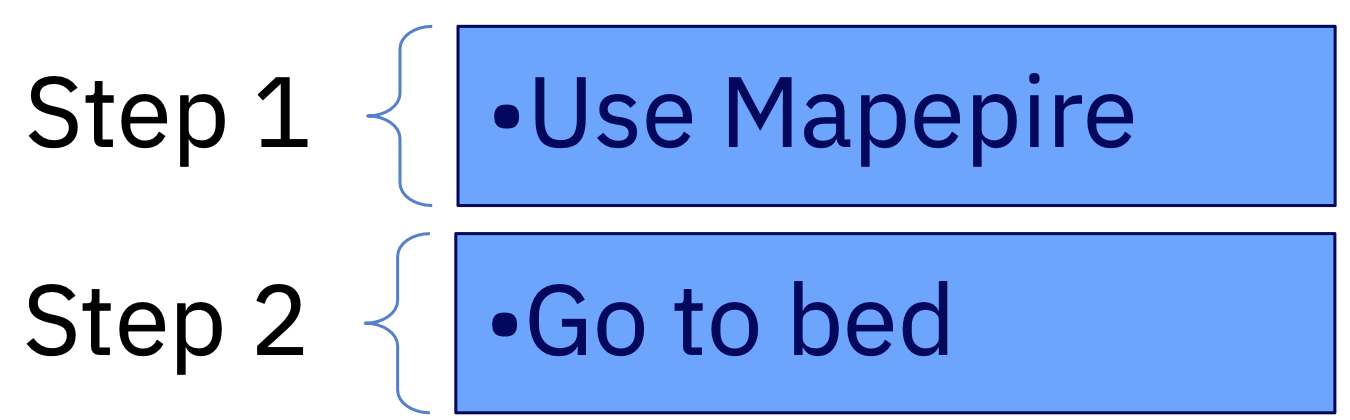 Step 1
•Use Mapepire
Step 2
•Go to bed